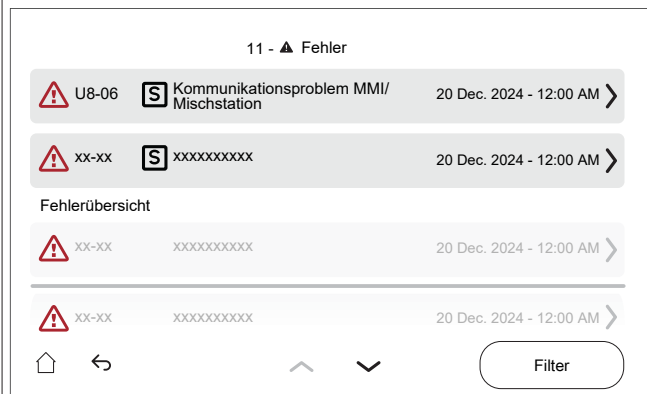 11 - Fehler
U8-06 S Kommunikationsproblem MMI/
Mischstation 20 Dec. 2024 - 12:00 AM
xx-xx S xxxxxxxxxx 20 Dec. 2024 - 12:00 AM
Fehlerübersicht
xx-xx xxxxxxxxxx 20 Dec. 2024 - 12:00 AM
xx-xx xxxxxxxxxx 20 Dec. 2024 - 12:00 AM
Filter